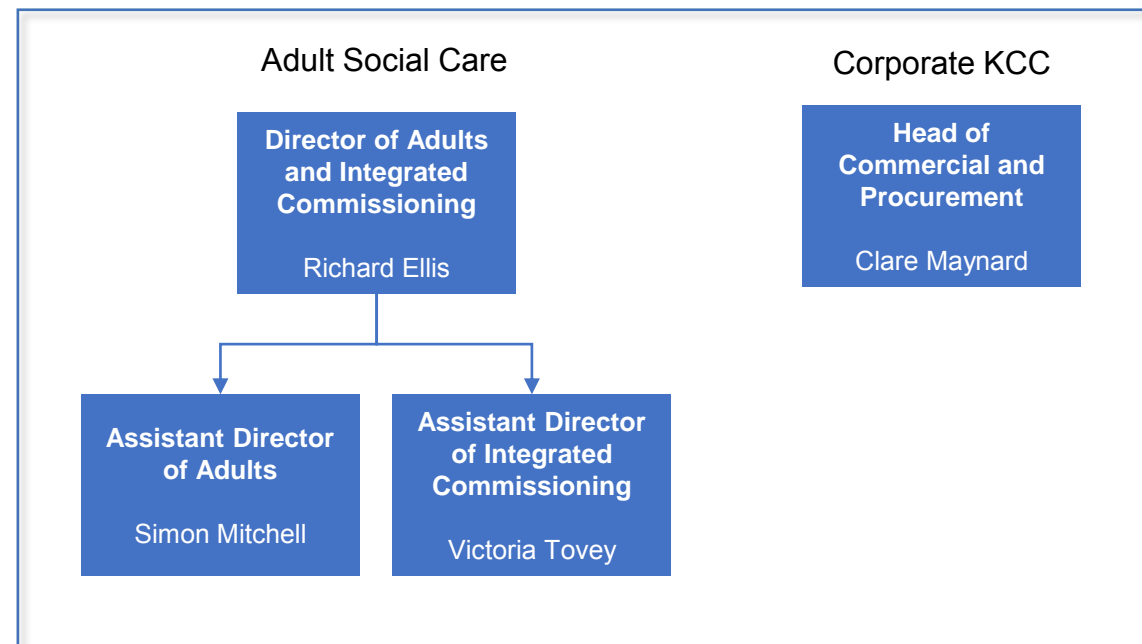 Adult Social Care
Corporate KCC
Director of Adults
and Integrated
Commissioning
Richard Ellis
Head of
Commercial and
Procurement
Clare Maynard
Assistant Director
of Adults
Simon Mitchell
Assistant Director
of Integrated
Commissioning
Victoria Tovey